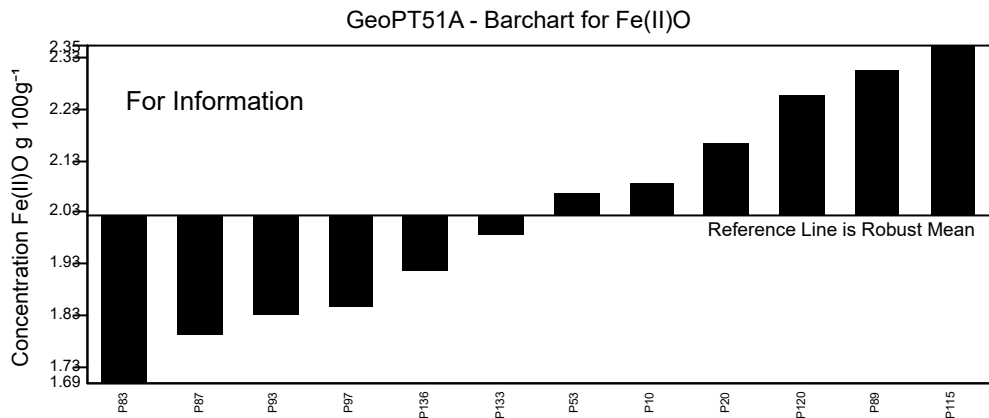 GeoPT51A - Barchart for Fe(II)O
Concentration Fe(II)O g 100g⁻¹
2.35
2.33
2.23
2.13
2.03
1.93
1.83
1.73
1.69
For Information
Reference Line is Robust Mean
P83
P87
P93
P97
P136
P133
P53
P10
P20
P120
P89
P115